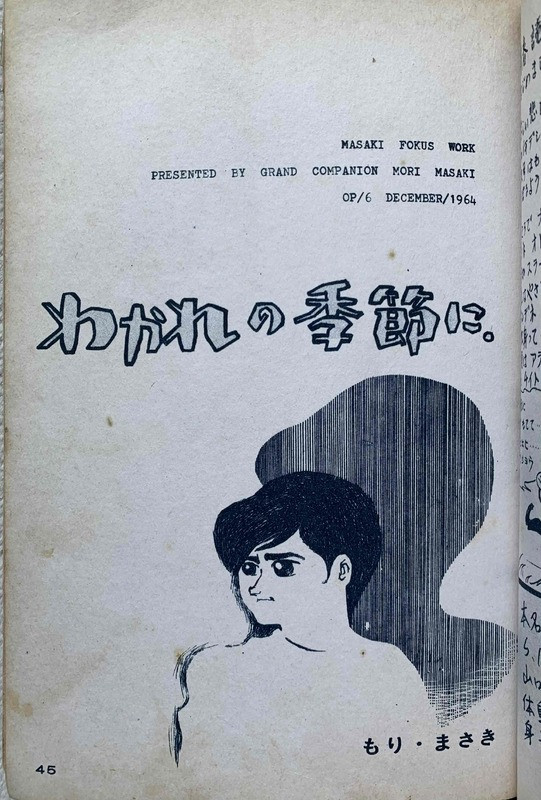 MASAKI FOKUS WORK
PRESENTED BY GRAND COMPANION MORI MASAKI
OP/6 DECEMBER/1964
わかれの季節に。
もり・まさき
45